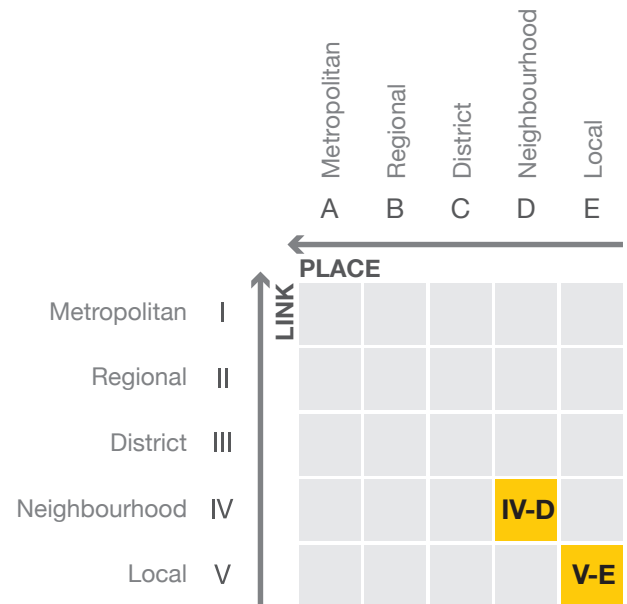 Metropolitan
Regional
District
Neighbourhood
Local
A B C D E
PLACE
LINK
Metropolitan I
Regional II
District III
Neighbourhood IV IV-D
Local V V-E